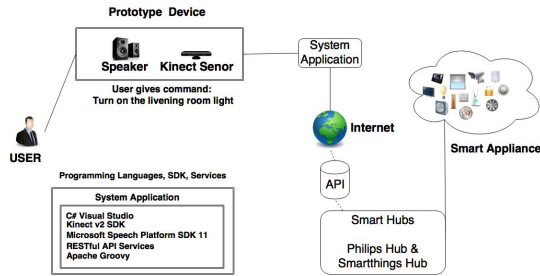 Prototype Device
Speaker
Kinect Senor
System
Application
User gives command:
Turn on the livening room light
USER
Internet
Smart Appliance
API
Programming Languages, SDK, Services
System Application
C# Visual Studio
Kinect v2 SDK
Microsoft Speech Platform SDK 11
RESTful API Services
Apache Groovy
Smart Hubs
Philips Hub &
Smartthings Hub